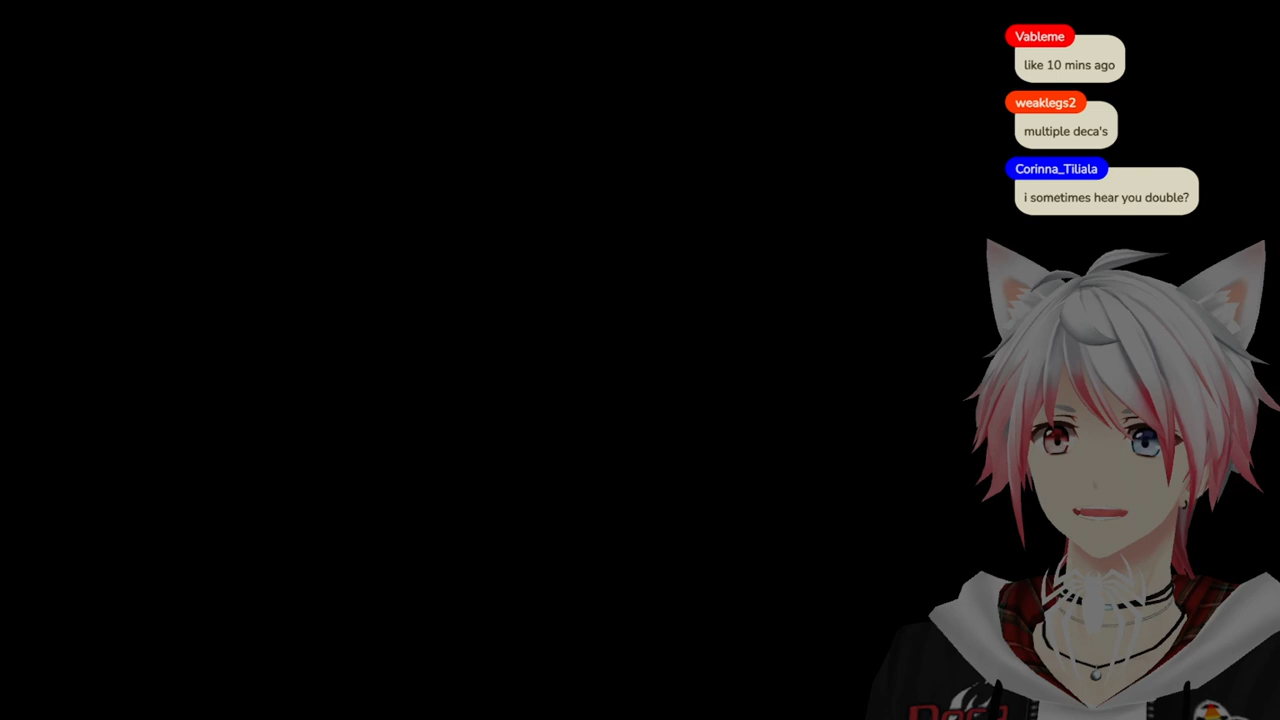 Vableme
like 10 mins ago
weaklegs2
multiple deca's
Corinna_Tiliala
i sometimes hear you double?